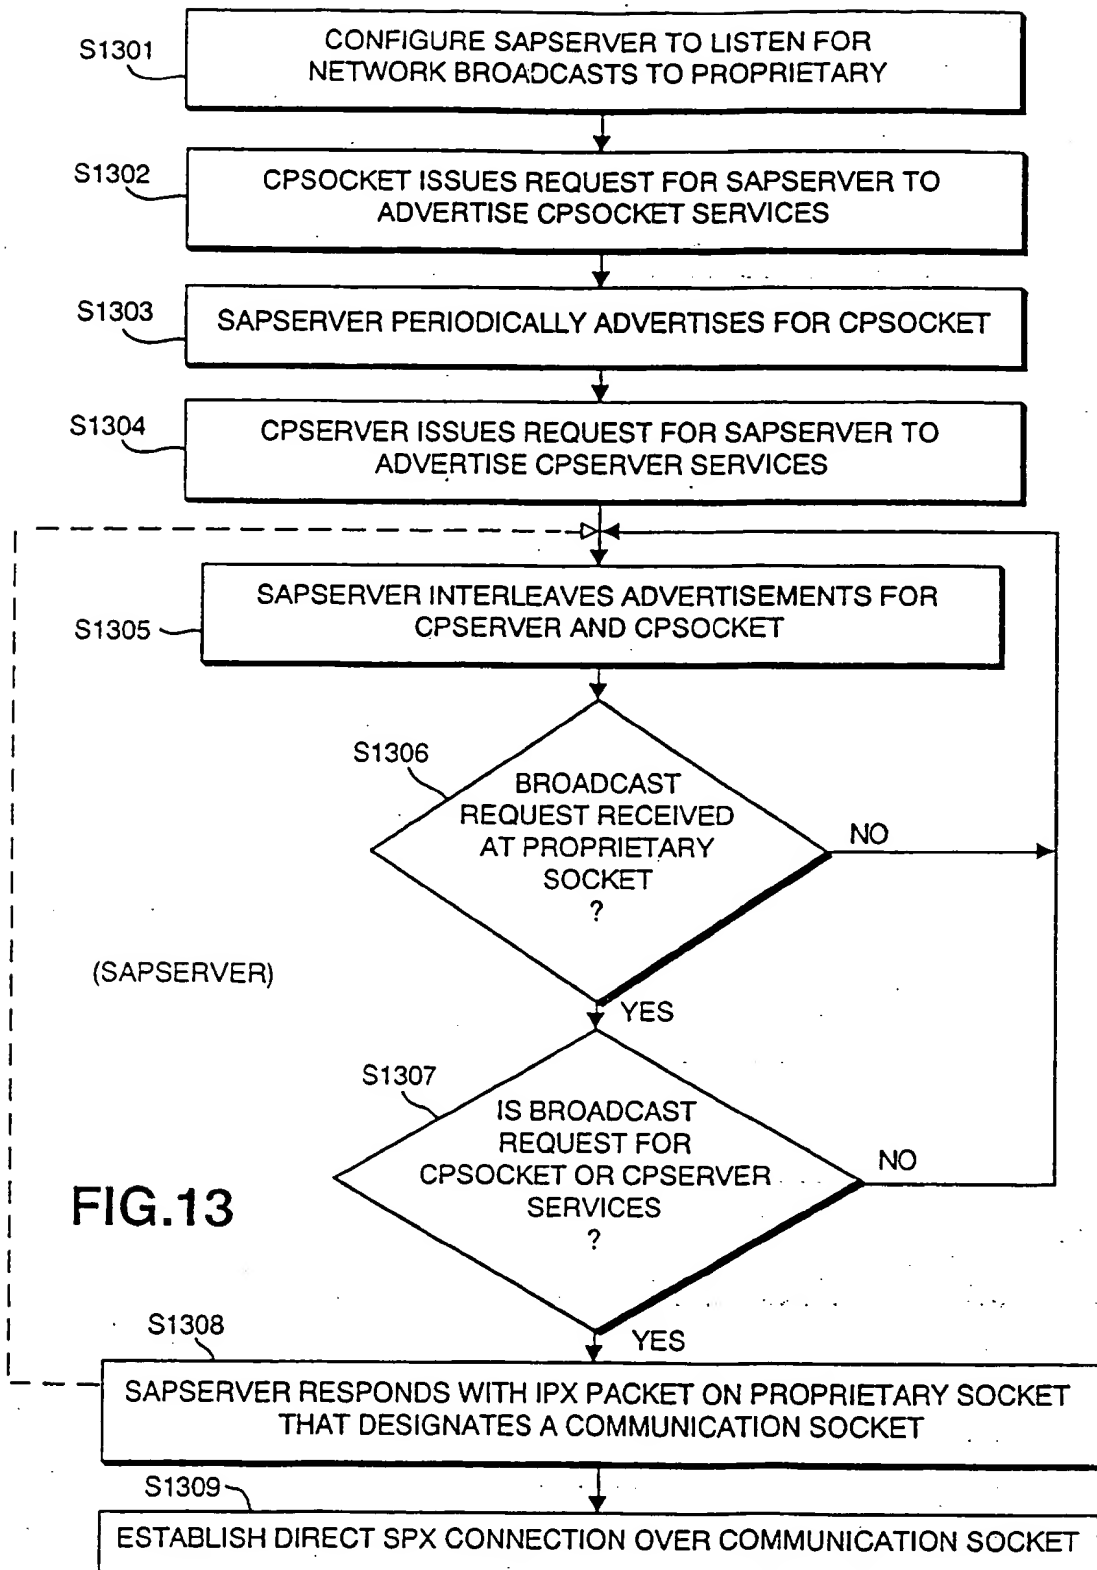 S1301
CONFIGURE SAPSERVER TO LISTEN FOR
NETWORK BROADCASTS TO PROPRIETARY
S1302
CPSOCKET ISSUES REQUEST FOR SAPSERVER TO
ADVERTISE CPSOCKET SERVICES
S1303
SAPSERVER PERIODICALLY ADVERTISES FOR CPSOCKET
S1304
CPSERVER ISSUES REQUEST FOR SAPSERVER TO
ADVERTISE CPSERVER SERVICES
S1305
SAPSERVER INTERLEAVES ADVERTISEMENTS FOR
CPSERVER AND CPSOCKET
S1306
BROADCAST
REQUEST RECEIVED
AT PROPRIETARY
SOCKET
?
NO
YES
(SAPSERVER)
S1307
IS BROADCAST
REQUEST FOR
CPSOCKET OR CPSERVER
SERVICES
?
NO
YES
FIG.13
S1308
SAPSERVER RESPONDS WITH IPX PACKET ON PROPRIETARY SOCKET
THAT DESIGNATES A COMMUNICATION SOCKET
S1309
ESTABLISH DIRECT SPX CONNECTION OVER COMMUNICATION SOCKET